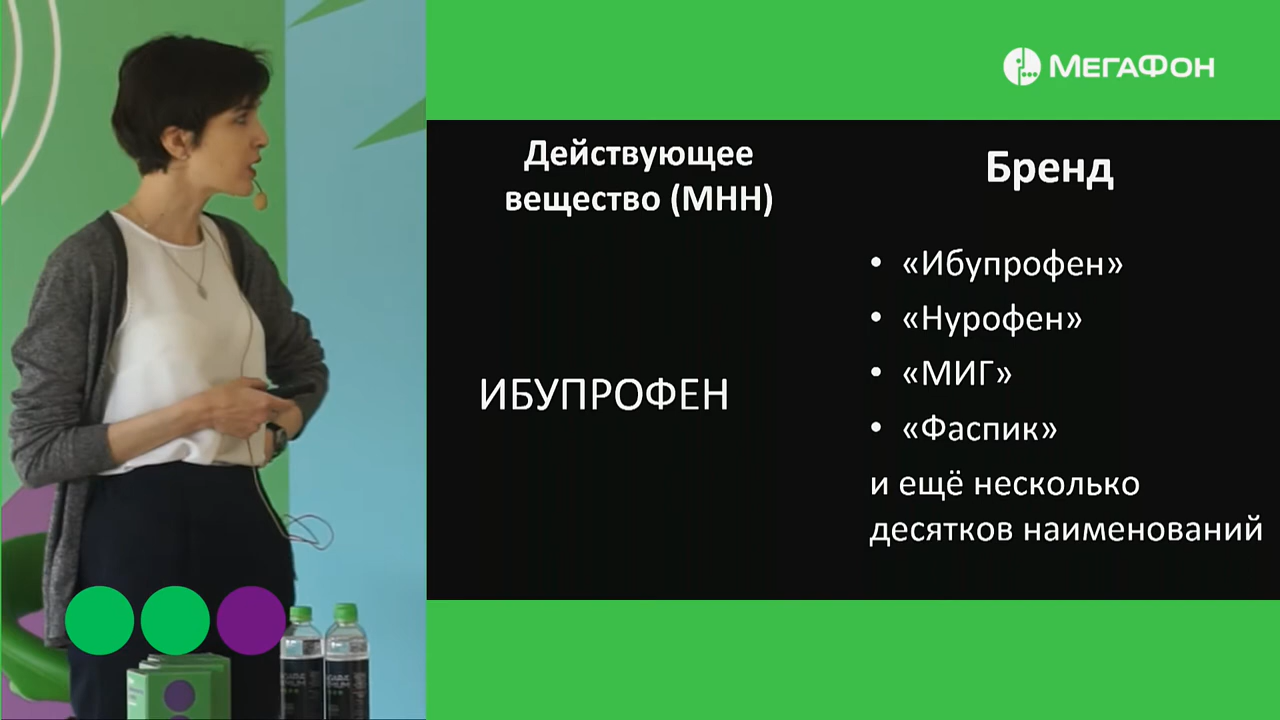 МЕГАФОН
Действующее
вещество (МНН)
Бренд
ИБУПРОФЕН
• «Ибупрофен»
• «Нурофен»
• «МИГ»
• «Фаспик»
и ещё несколько
десятков наименований